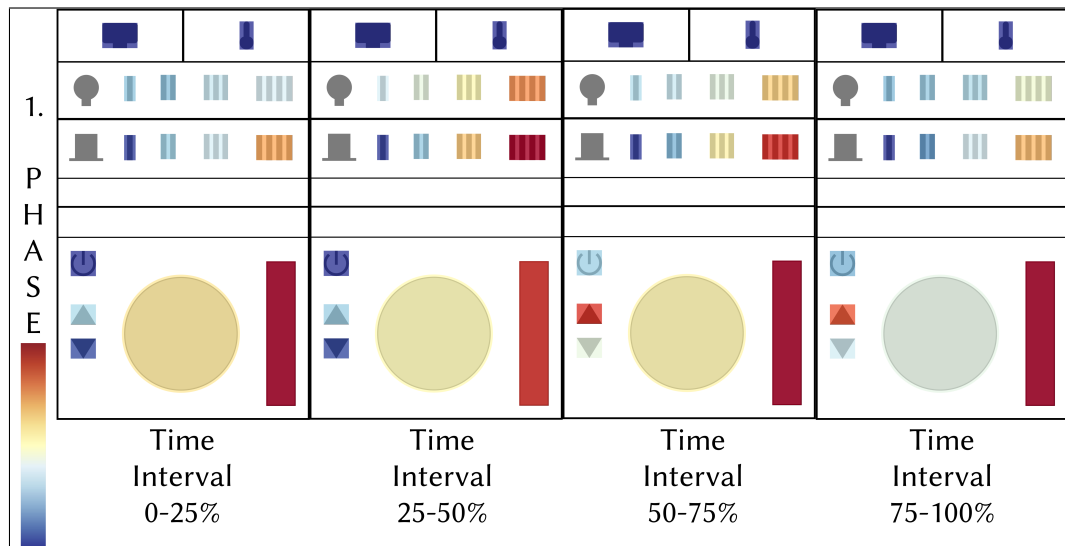 1.
P
H
A
S
E
Time
Interval
0-25%
Time
Interval
25-50%
Time
Interval
50-75%
Time
Interval
75-100%